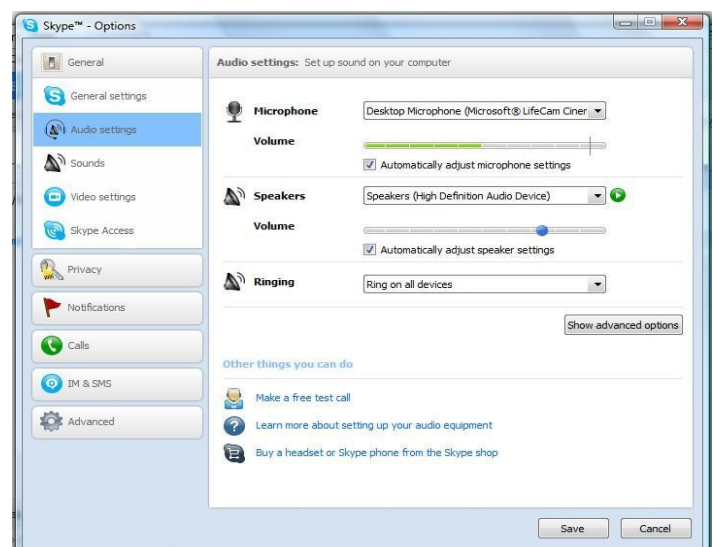 Skype™ - Options
General
General settings
Audio settings
Sounds
Video settings
Skype Access
Privacy
Notifications
Calls
IM & SMS
Advanced
Audio settings: Set up sound on your computer
Microphone
Desktop Microphone (Microsoft® LifeCam Ciner
Volume
Automatically adjust microphone settings
Speakers
Speakers (High Definition Audio Device)
Volume
Automatically adjust speaker settings
Ringing
Ring on all devices
Show advanced options
Other things you can do
Make a free test call
Learn more about setting up your audio equipment
Buy a headset or Skype phone from the Skype shop
Save
Cancel